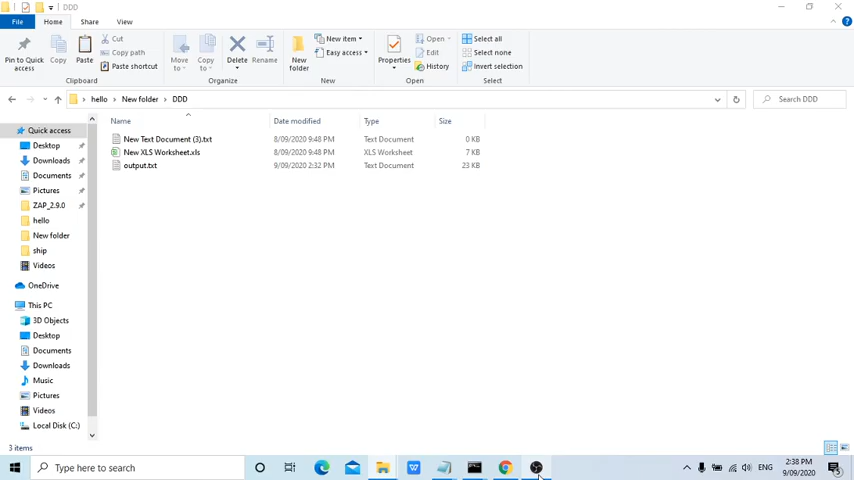 DDD
File Home Share View
Pin to Quick access
Copy
Paste
Cut
Copy path
Paste shortcut
Clipboard
Move to
Copy to
Delete
Rename
Organize
New folder
New item
Easy access
New
Properties
Open
Edit
History
Open
Select all
Select none
Invert selection
Select
hello New folder DDD
Search DDD
Name Date modified Type Size
New Text Document (3).txt 8/09/2020 9:48 PM Text Document 0 KB
New XLS Worksheet.xls 8/09/2020 9:48 PM XLS Worksheet 7 KB
output.txt 9/09/2020 2:32 PM Text Document 23 KB
Quick access
Desktop
Downloads
Documents
Pictures
ZAP_2.9.0
hello
New folder
ship
Videos
OneDrive
This PC
3D Objects
Desktop
Documents
Downloads
Music
Pictures
Videos
Local Disk (C:)
3 items
Type here to search
W
ENG
2:38 PM
9/09/2020
5